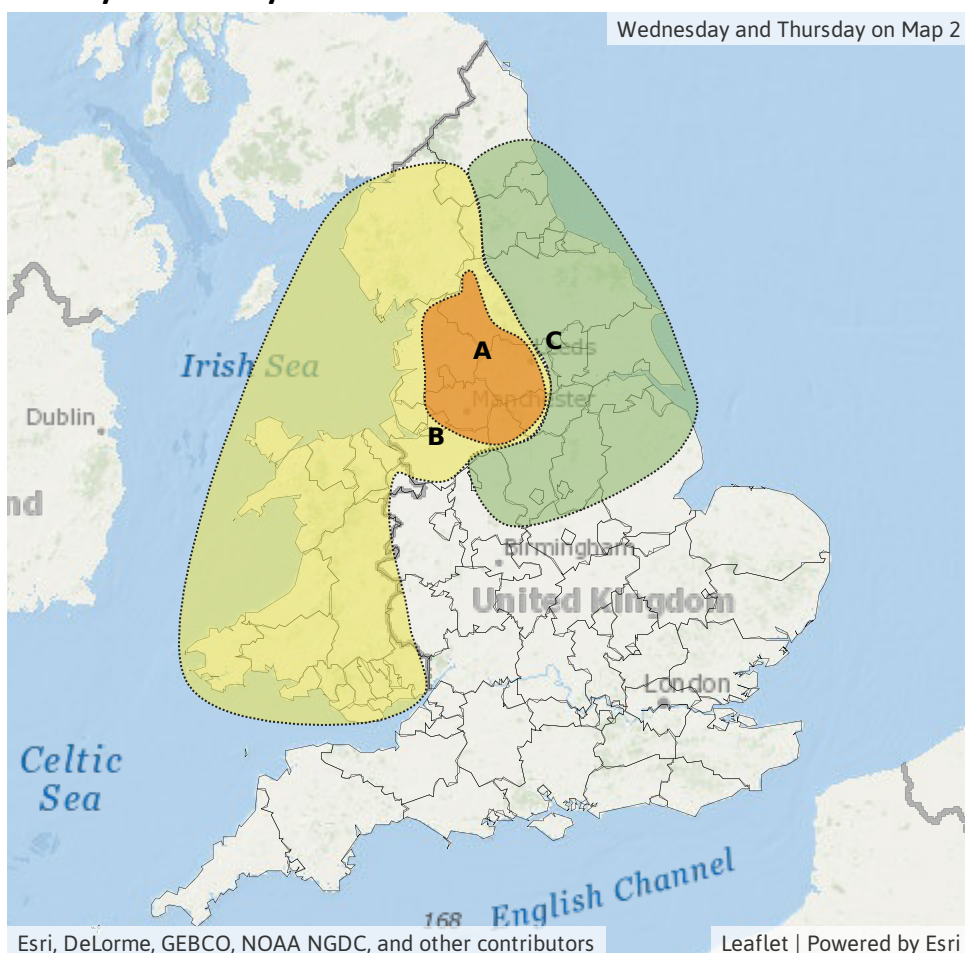 Wednesday and Thursday on Map 2
C
A
Leeds
Irish Sea
Manchester
Dublin
B
nd
Birmingham
United Kingdom
London
Celtic
Sea
English Channel
168
Esri, DeLorme, GEBCO, NOAA NGDC, and other contributors
Leaflet | Powered by Esri